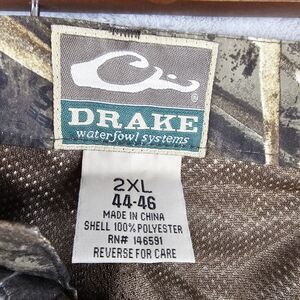 ®
DRAKE
waterfowl systems
2XL
44-46
MADE IN CHINA
SHELL 100% POLYESTER
RN# 146591
REVERSE FOR CARE